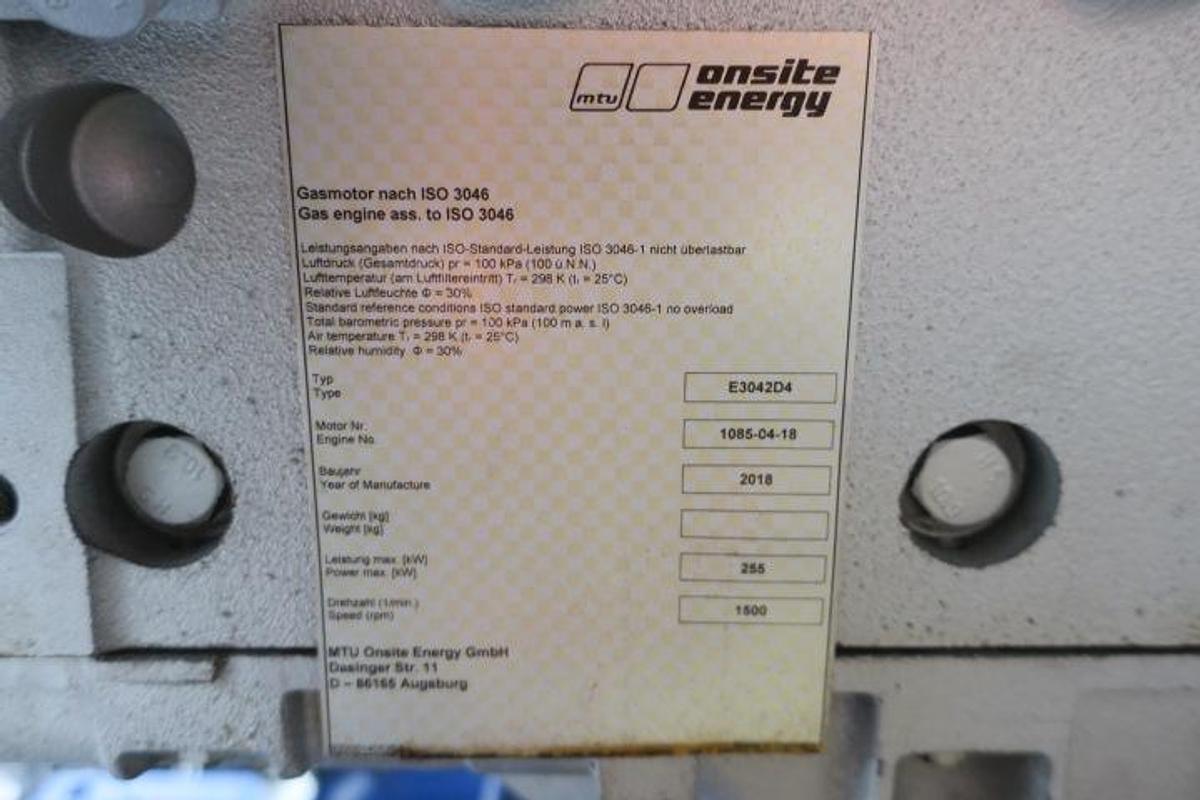 mtu
onsite
energy
Gasmotor nach ISO 3046
Gas engine ass. to ISO 3046
Leistungsangaben nach ISO-Standard-Leistung ISO 3046-1 nicht überlastbar
Luftdruck (Gesamtdruck) pr = 100 kPa (100 ü.N.N.)
Lufttemperatur (am Luftfiltereintritt) Tr = 298 K (tr = 25°C)
Relative Luftfeuchte Φ = 30%
Standard reference conditions ISO standard power ISO 3046-1 no overload
Total barometric pressure pr = 100 kPa (100 m a. s. l)
Air temperature Tr = 298 K (tr = 25°C)
Relative humidity Φ = 30%
Typ
Type
E3042D4
Motor Nr.
Engine No.
1085-04-18
Baujahr
Year of Manufacture
2018
Gewicht [kg]
Weight [kg]
Leistung max. [kW]
Power max. [kW]
255
Drehzahl (1/min.)
Speed (rpm)
1500
MTU Onsite Energy GmbH
Dasinger Str. 11
D – 86165 Augsburg